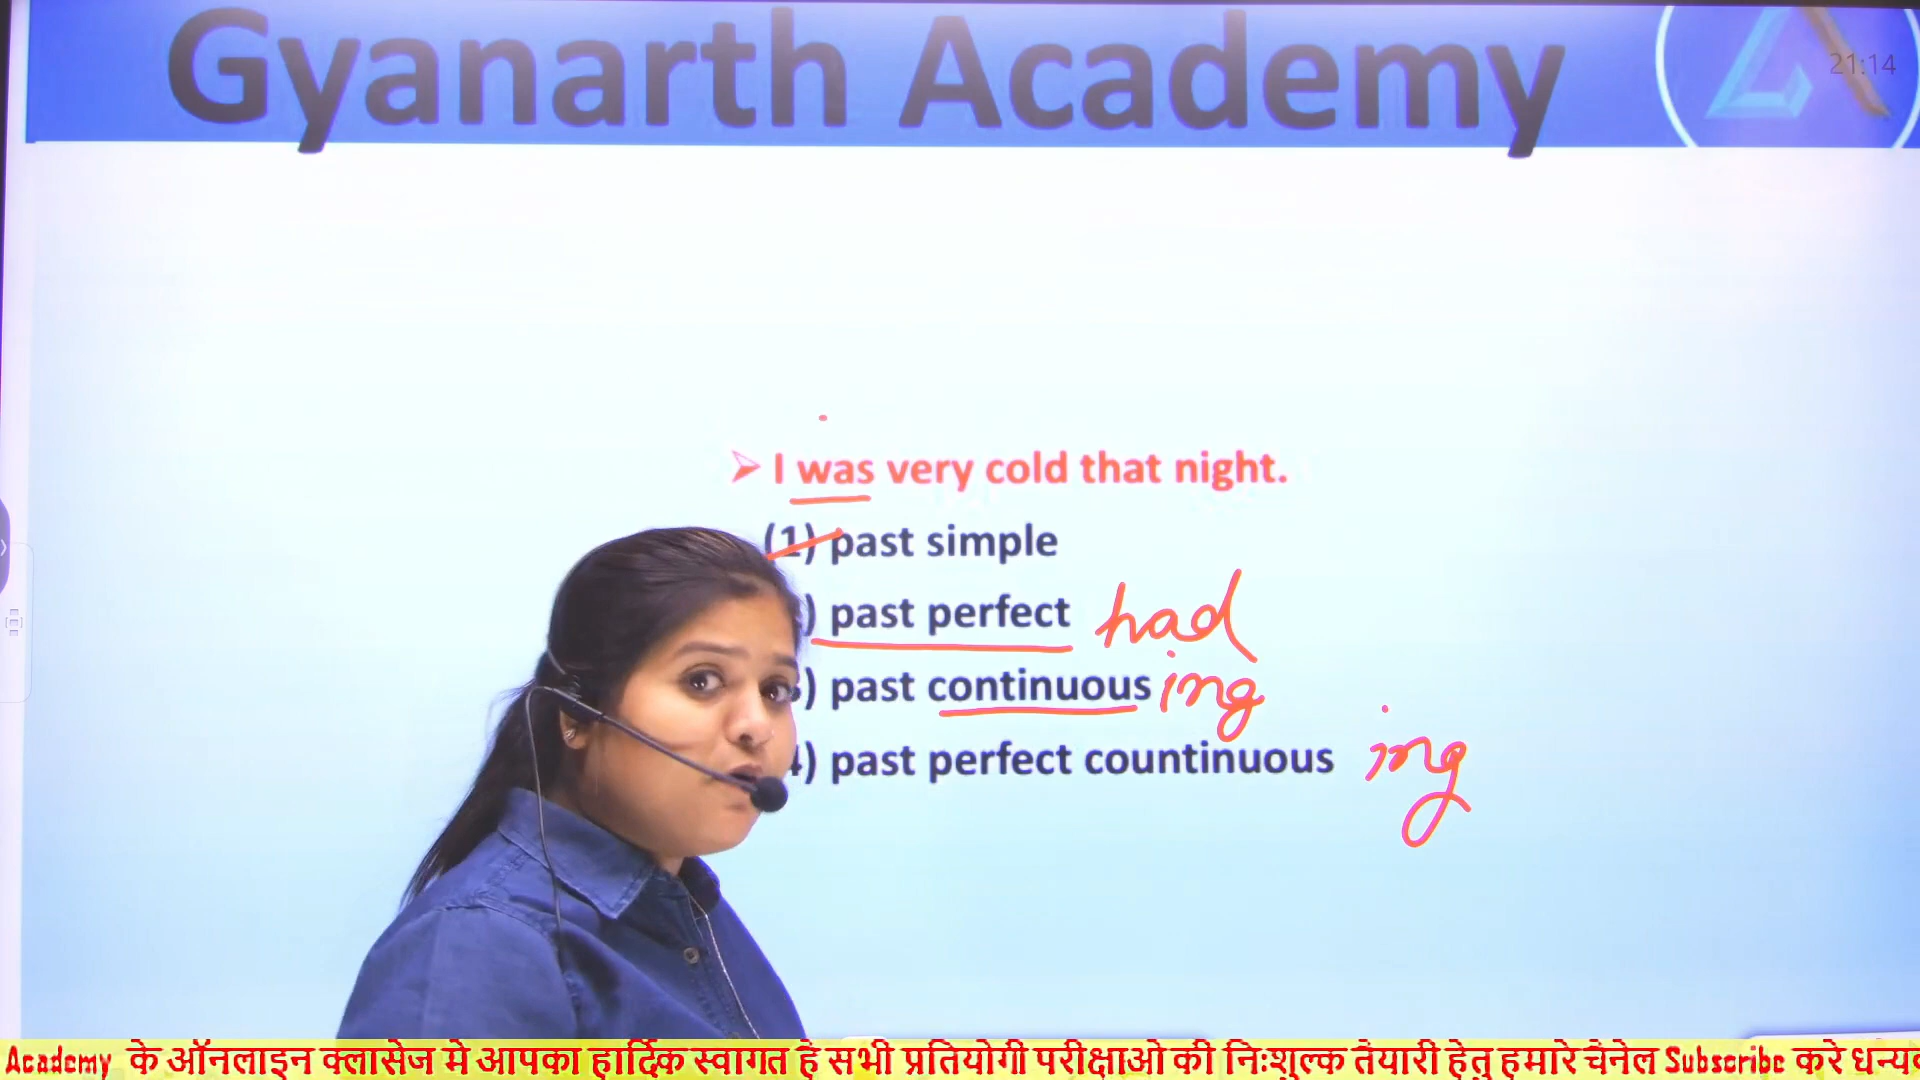 Gyanarth Academy
21:14
➤ I was very cold that night.
(1) past simple
) past perfect had
) past continuous ing
4) past perfect countinuous ing
Academy के ऑनलाइन क्लासेज मे आपका हार्दिक स्वागत है सभी प्रतियोगी परीक्षाओ की निःशुल्क तैयारी हेतु हमारे चैनेल Subscribe करे